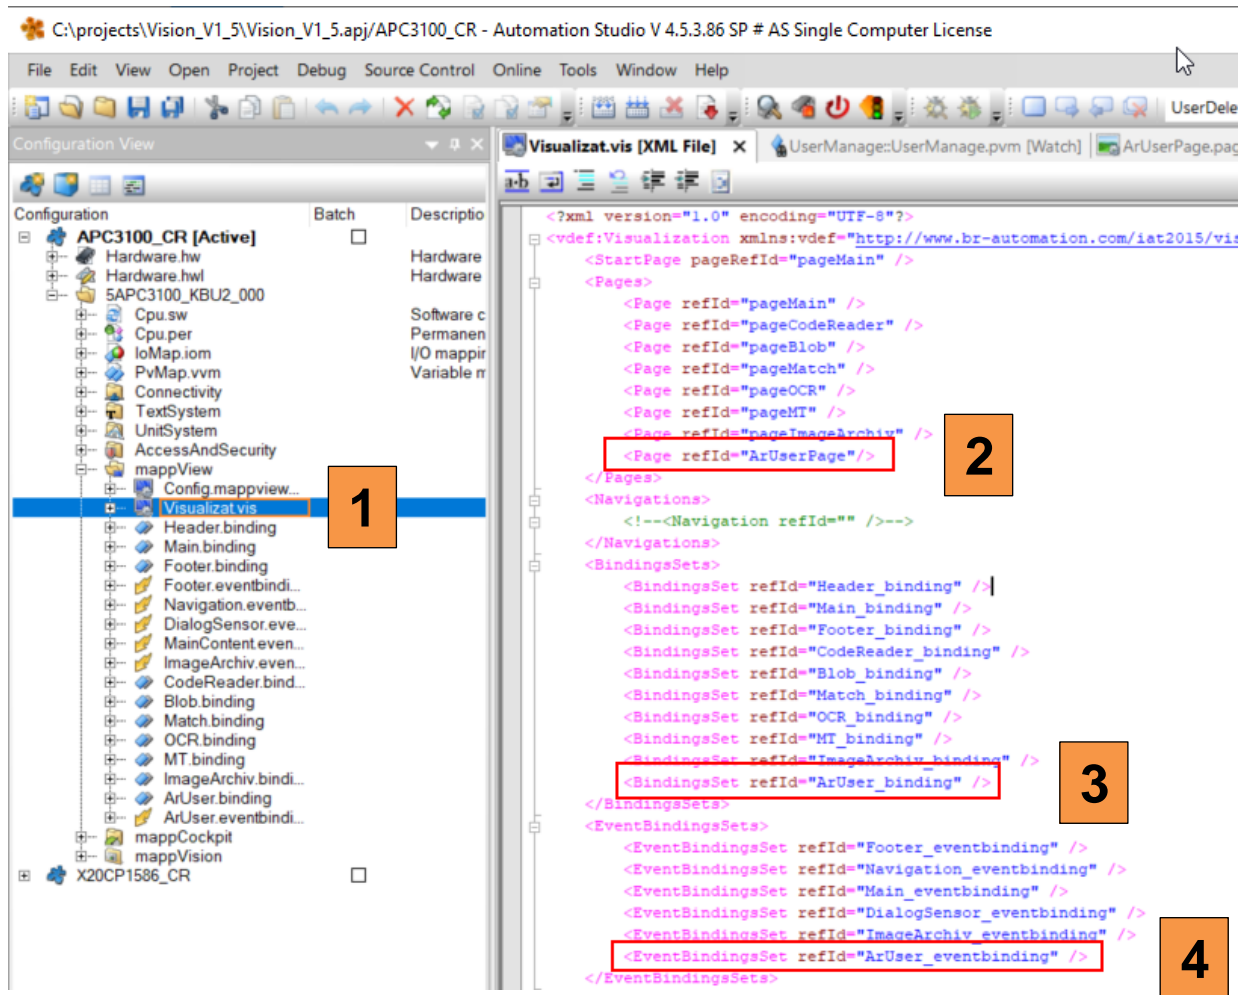 C:\projects\Vision_V1_5\Vision_V1_5.apj/APC3100_CR - Automation Studio V 4.5.3.86 SP # AS Single Computer License
File Edit View Open Project Debug Source Control Online Tools Window Help
UserDele
Configuration View
Visualizat.vis [XML File] UserManage::UserManage.pvm [Watch] ArUserPage.pag
Configuration Batch Descriptio
APC3100_CR [Active]
Hardware.hw Hardware
Hardware.hwl Hardware
5APC3100_KBU2_000
Cpu.sw Software c
Cpu.per Permanen
IoMap.iom I/O mappin
PvMap.vvm Variable m
Connectivity
TextSystem
UnitSystem
AccessAndSecurity
mappView
Config.mappview...
Visualizat.vis
Header.binding
Main.binding
Footer.binding
Footer.eventbindi...
Navigation.eventb...
DialogSensor.eve...
MainContent.even...
ImageArchiv.even...
CodeReader.bind...
Blob.binding
Match.binding
OCR.binding
MT.binding
ImageArchiv.bindi...
ArUser.binding
ArUser.eventbindi...
mappCockpit
mappVision
X20CP1586_CR
1
<?xml version="1.0" encoding="UTF-8"?>
<vdef:Visualization xmlns:vdef="http://www.br-automation.com/iat2015/vis
<StartPage pageRefId="pageMain" />
<Pages>
<Page refId="pageMain" />
<Page refId="pageCodeReader" />
<Page refId="pageBlob" />
<Page refId="pageMatch" />
<Page refId="pageOCR" />
<Page refId="pageMT" />
<Page refId="pageImageArchiv" />
<Page refId="ArUserPage"/>
2
</Pages>
<Navigations>
<!--<Navigation refId="" />-->
</Navigations>
<BindingsSets>
<BindingsSet refId="Header_binding" />
<BindingsSet refId="Main_binding" />
<BindingsSet refId="Footer_binding" />
<BindingsSet refId="CodeReader_binding" />
<BindingsSet refId="Blob_binding" />
<BindingsSet refId="Match_binding" />
<BindingsSet refId="OCR_binding" />
<BindingsSet refId="MT_binding" />
<BindingsSet refId="ImageArchiv_binding" />
<BindingsSet refId="ArUser_binding" />
3
</BindingsSets>
<EventBindingsSets>
<EventBindingsSet refId="Footer_eventbinding" />
<EventBindingsSet refId="Navigation_eventbinding" />
<EventBindingsSet refId="Main_eventbinding" />
<EventBindingsSet refId="DialogSensor_eventbinding" />
<EventBindingsSet refId="ImageArchiv_eventbinding" />
<EventBindingsSet refId="ArUser_eventbinding" />
4
</EventBindingsSets>